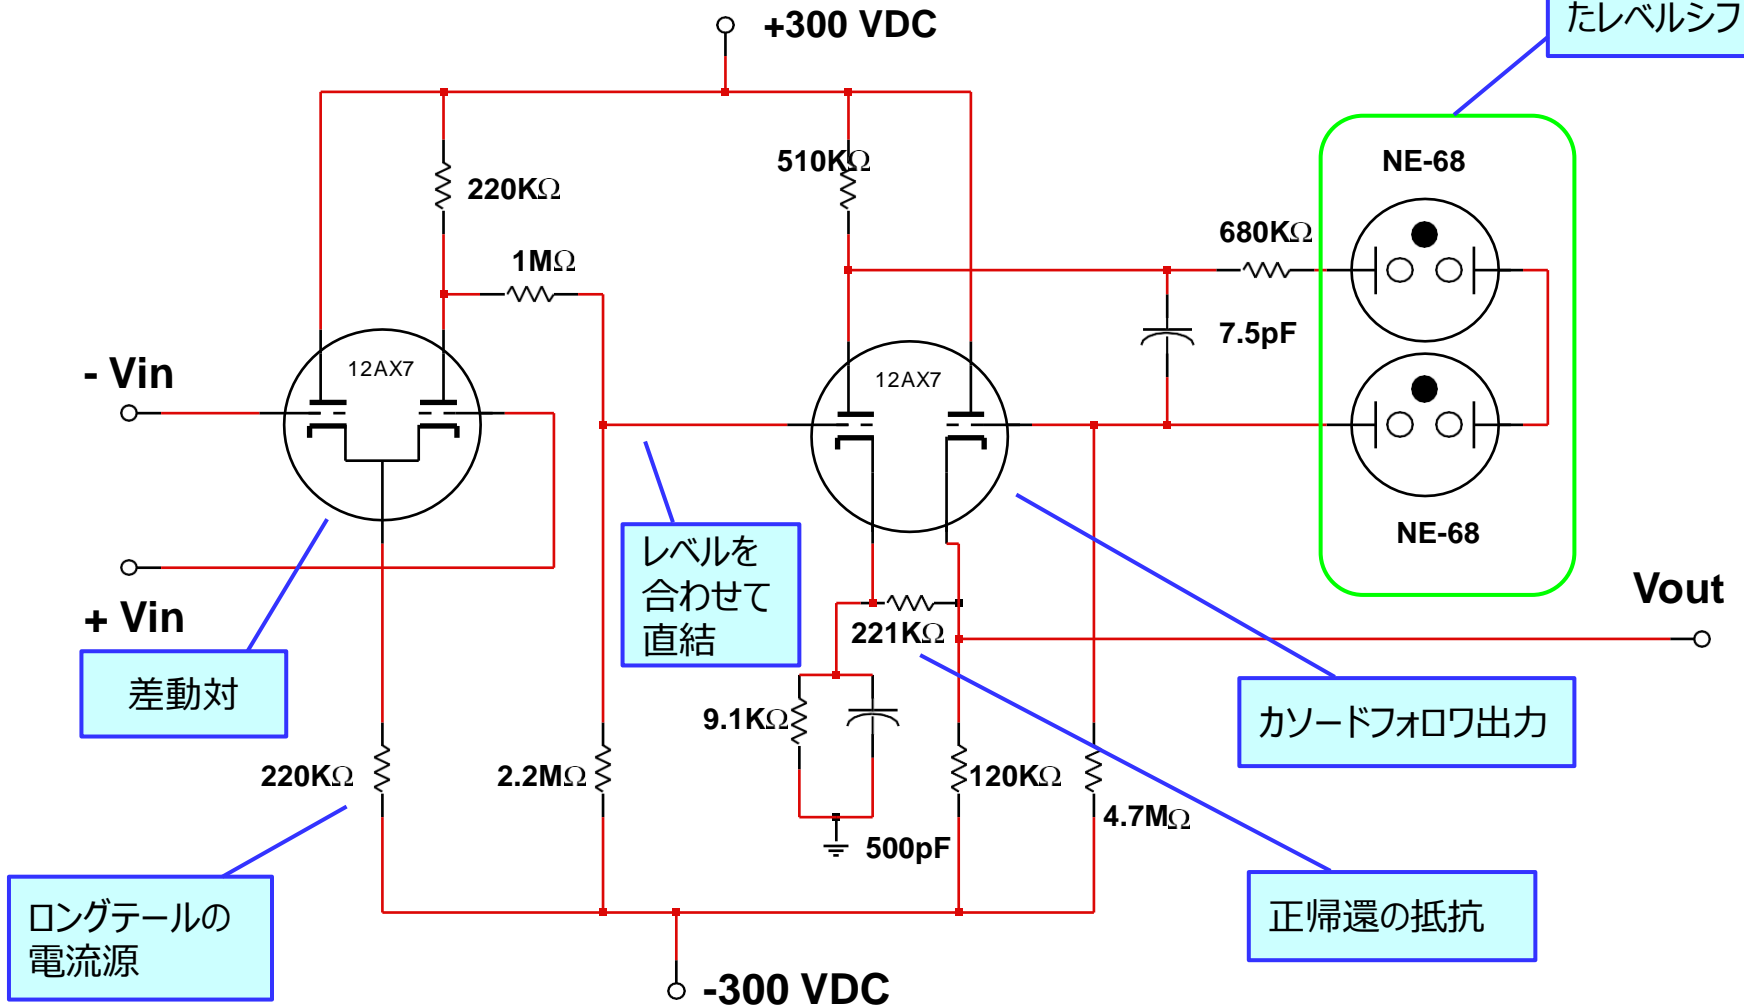 +300 VDC
たレベルシフ
NE-68
510KΩ
220KΩ
680KΩ
1MΩ
7.5pF
12AX7
12AX7
- Vin
NE-68
レベルを
合わせて
直結
Vout
+ Vin
221KΩ
差動対
9.1KΩ
カソードフォロワ出力
220KΩ
2.2MΩ
120KΩ
4.7MΩ
500pF
ロングテールの
電流源
正帰還の抵抗
-300 VDC